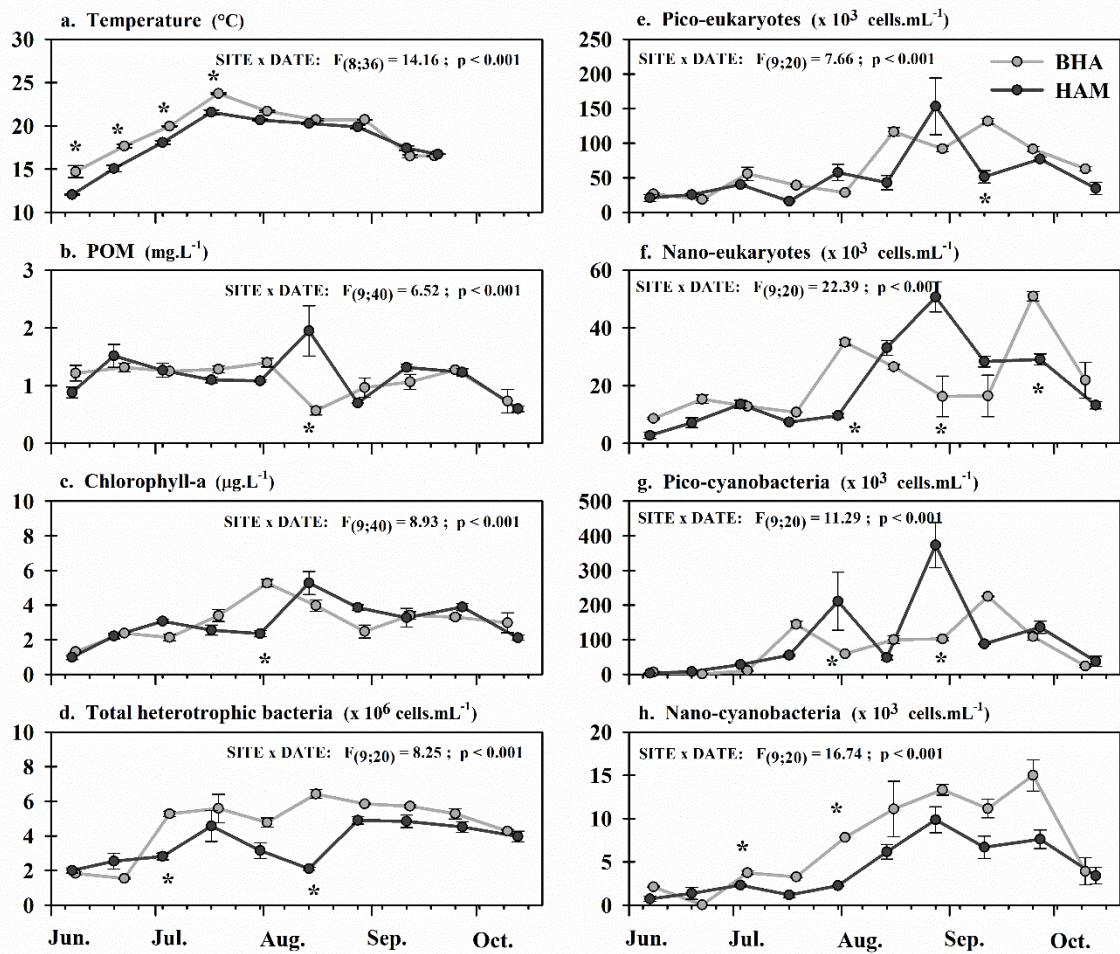 a. Temperature (°C)
30
25
20
15
10
SITE x DATE: F(8;36) = 14.16 ; p < 0.001
*
*
*
*
b. POM (mg.L-1)
3
2
1
0
SITE x DATE: F(9;40) = 6.52 ; p < 0.001
*
c. Chlorophyll-a (µg.L-1)
10
8
6
4
2
0
SITE x DATE: F(9;40) = 8.93 ; p < 0.001
*
d. Total heterotrophic bacteria (x 106 cells.mL-1)
10
8
6
4
2
0
SITE x DATE: F(9;20) = 8.25 ; p < 0.001
*
*
Jun. Jul. Aug. Sep. Oct.
e. Pico-eukaryotes (x 103 cells.mL-1)
250
200
150
100
50
0
SITE x DATE: F(9;20) = 7.66 ; p < 0.001
BHA
HAM
*
f. Nano-eukaryotes (x 103 cells.mL-1)
60
40
20
0
SITE x DATE: F(9;20) = 22.39 ; p < 0.001
*
*
*
g. Pico-cyanobacteria (x 103 cells.mL-1)
500
400
300
200
100
0
SITE x DATE: F(9;20) = 11.29 ; p < 0.001
*
*
h. Nano-cyanobacteria (x 103 cells.mL-1)
20
15
10
5
0
SITE x DATE: F(9;20) = 16.74 ; p < 0.001
*
*
Jun. Jul. Aug. Sep. Oct.